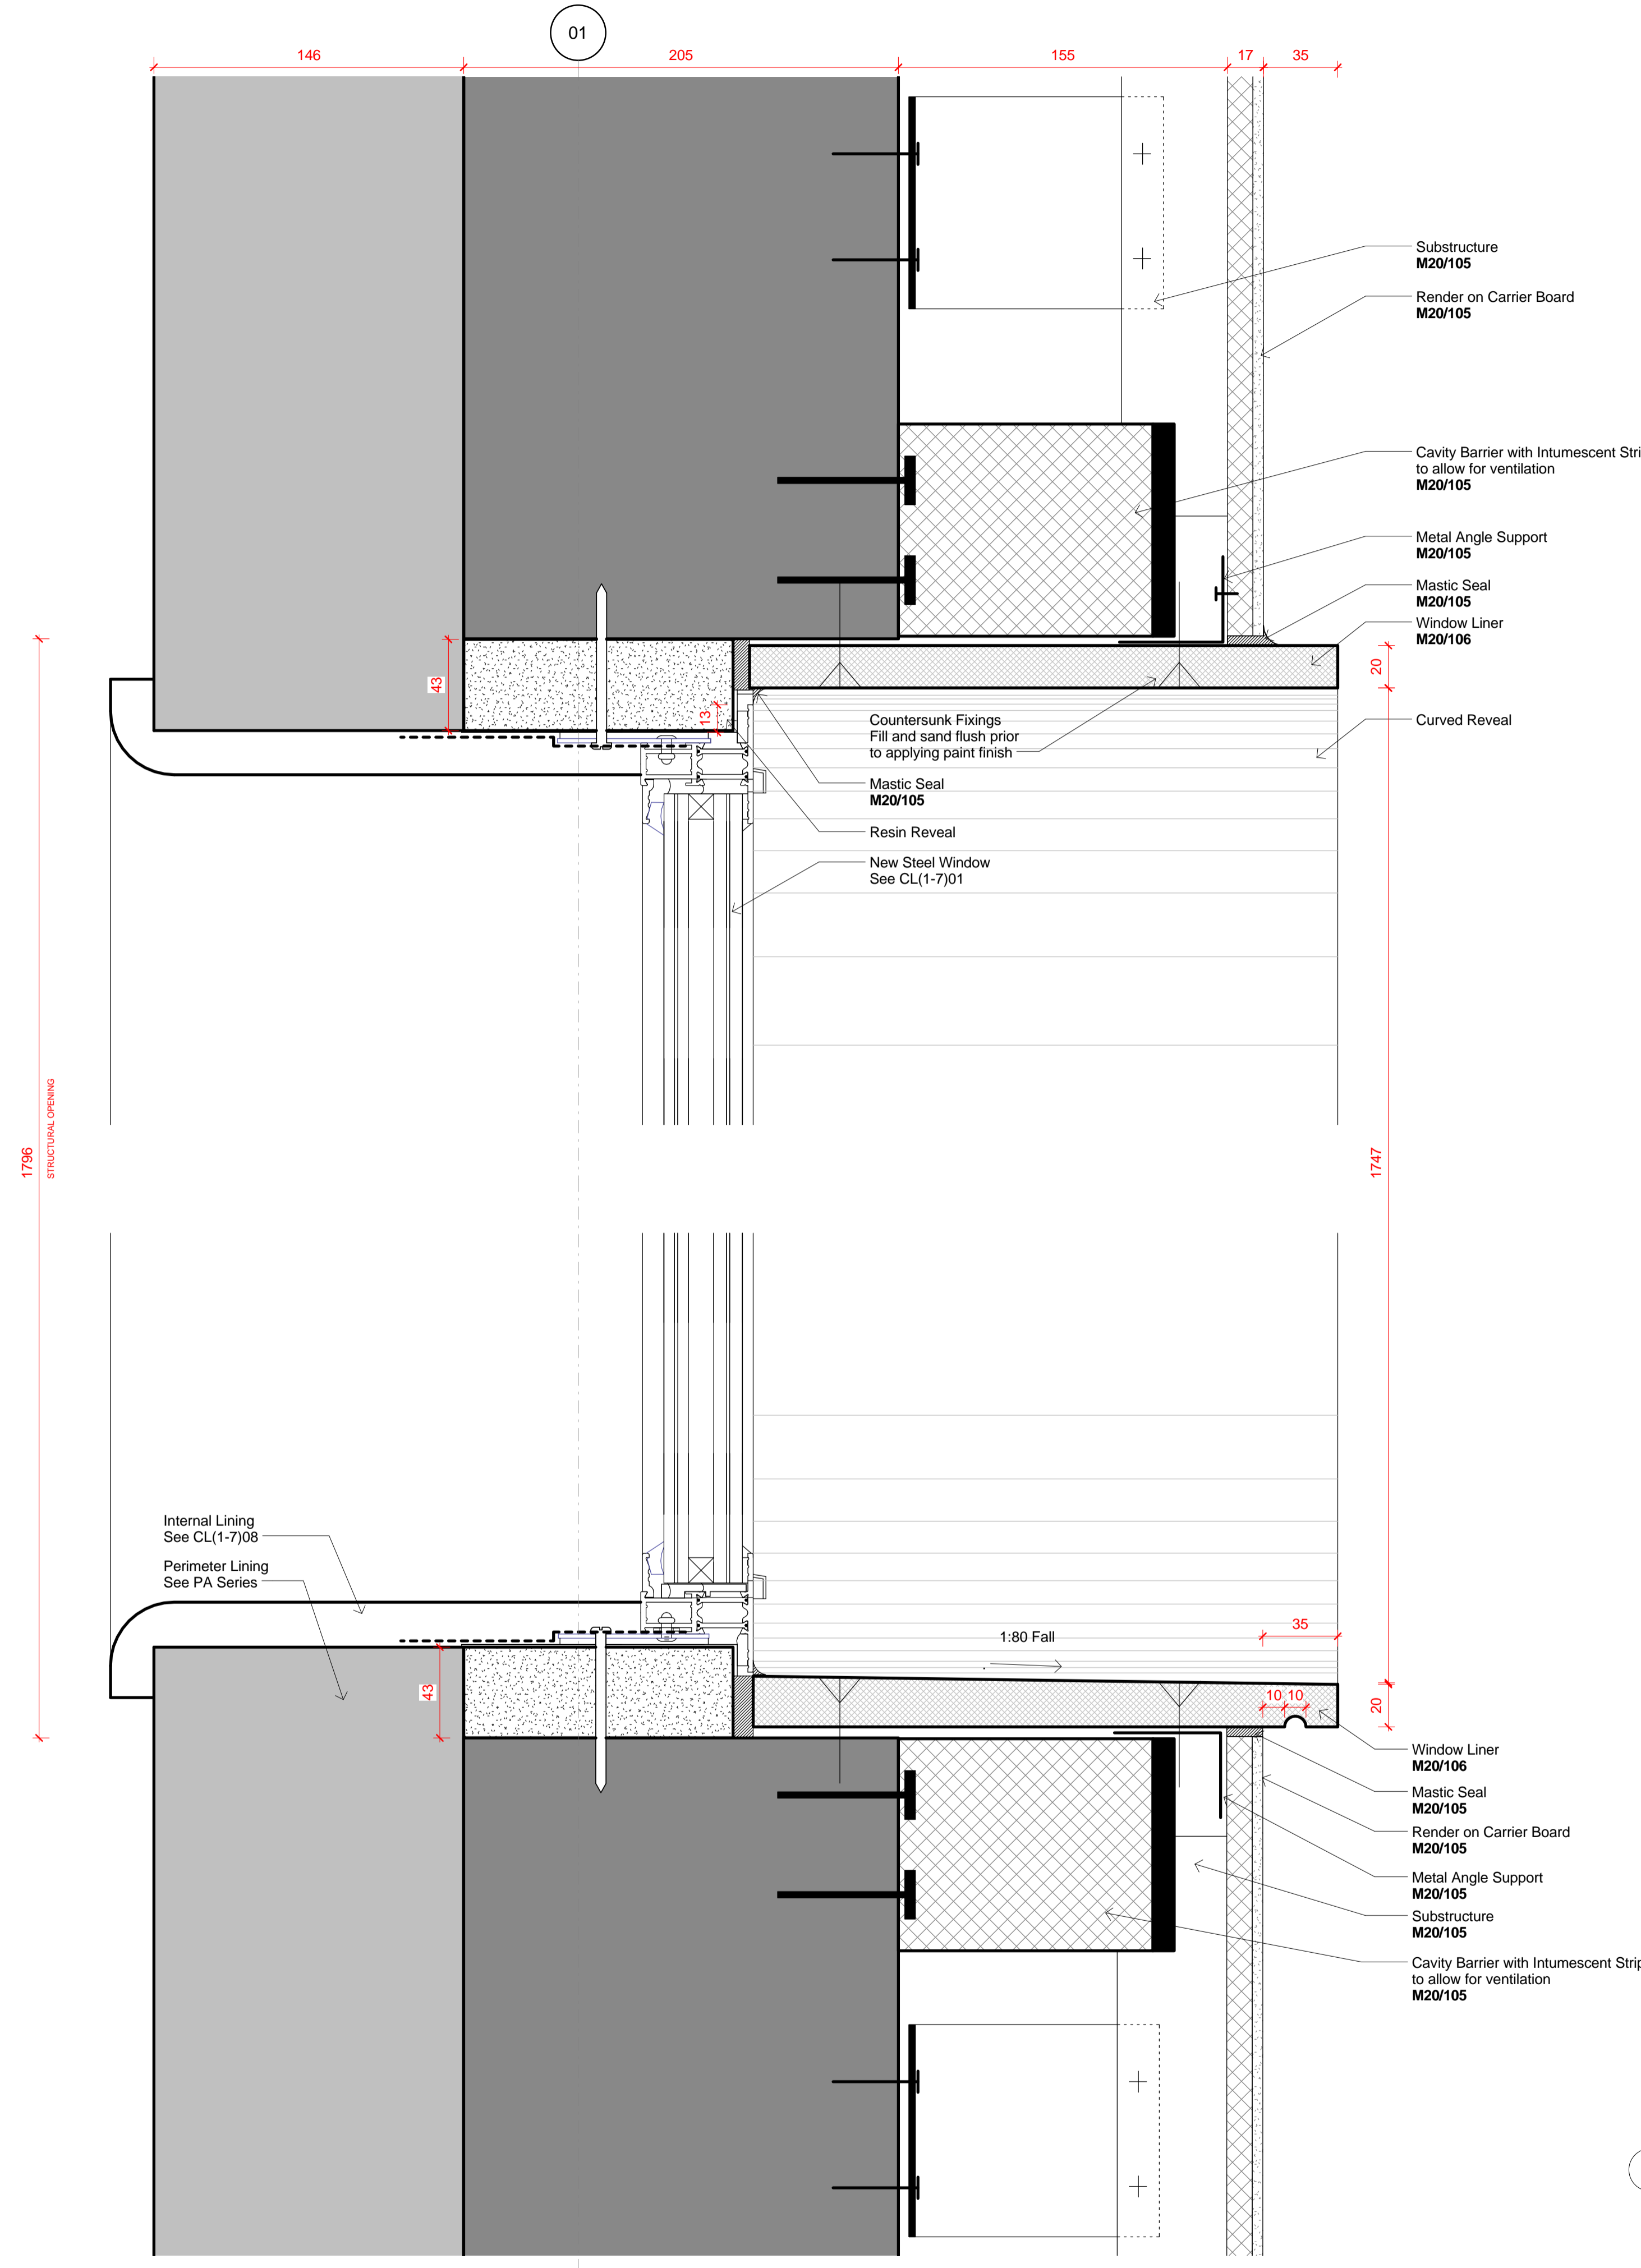 01
146
205
155
17
35
Substructure
M20/105
Render on Carrier Board
M20/105
Cavity Barrier with Intumescent Stri
to allow for ventilation
M20/105
Metal Angle Support
M20/105
Mastic Seal
M20/105
Window Liner
M20/106
43
13
20
Countersunk Fixings
Fill and sand flush prior
to applying paint finish
Curved Reveal
Mastic Seal
M20/105
Resin Reveal
New Steel Window
See CL(1-7)01
1796
STRUCTURAL OPENING
1747
Internal Lining
See CL(1-7)08
Perimeter Lining
See PA Series
1:80 Fall
35
43
10
10
20
Window Liner
M20/106
Mastic Seal
M20/105
Render on Carrier Board
M20/105
Metal Angle Support
M20/105
Substructure
M20/105
Cavity Barrier with Intumescent Strip
to allow for ventilation
M20/105